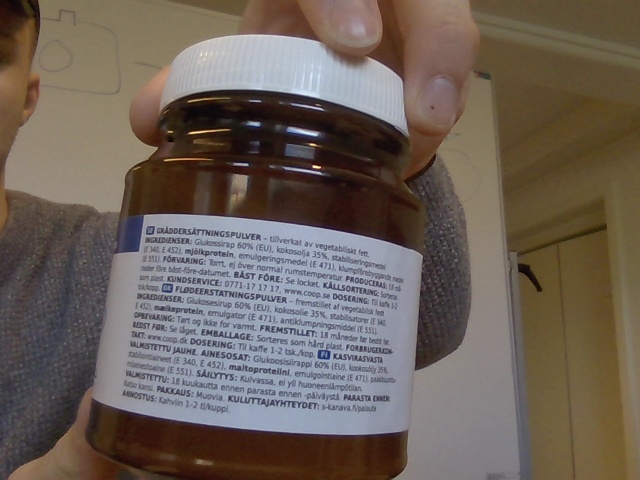 SE GRÄDDERSÄTTNINGSPULVER – tillverkat av vegetabiliskt fett.
INGREDIENSER: Glukossirap 60% (EU), kokosolja 35%, stabiliseringsmedel
(E 340, E 452), mjölkprotein, emulgeringsmedel (E 471), klumpförebyggande medel
(E 551). FÖRVARING: Torrt, ej över normal rumstemperatur. PRODUCERAS: 18 må-
nader före bäst-före-datumet. BÄST FÖRE: Se locket. KÄLLSORTERING: Sorteras
som plast. KUNDSERVICE: 0771-17 17 17, www.coop.se DOSERING: Till kaffe 1-2
tsk/kopp. DK FLØDEERSTATNINGSPULVER – fremstillet af vegetabilsk fedt
INGREDIENSER: Glukosesirup 60% (EU), kokosolie 35%, stabilisatorer (E 340,
E 452), mælkeprotein, emulgator (E 471), antiklumpningsmiddel (E 551).
OPBEVARING: Tørt og ikke for varmt. FREMSTILLET: 18 måneder før bedst før.
BEDST FØR: Se låget. EMBALLAGE: Sorteres som hård plast. FORBRUGERKON-
TAKT: www.coop.dk DOSERING: Til kaffe 1-2 tsk./kop. FI KASVIRASVASTA
VALMISTETTU JAUHE. AINESOSAT: Glukoosisiirappi 60% (EU), kookosöljy 35%,
stabilointiaineet (E 340, E 452), maitoproteiini, emulgointiaine (E 471), paakkuuntu-
misenestoaine (E 551). SÄILYTYS: Kuivassa, ei yli huoneenlämpötilan.
VALMISTETTU: 18 kuukautta ennen parasta ennen -päiväystä. PARASTA ENNEN:
Katso kansi. PAKKAUS: Muovia. KULUTTAJAYHTEYDET: s-kanava.fi/palaute
ANNOSTUS: Kahviin 1-2 tl/kuppi.